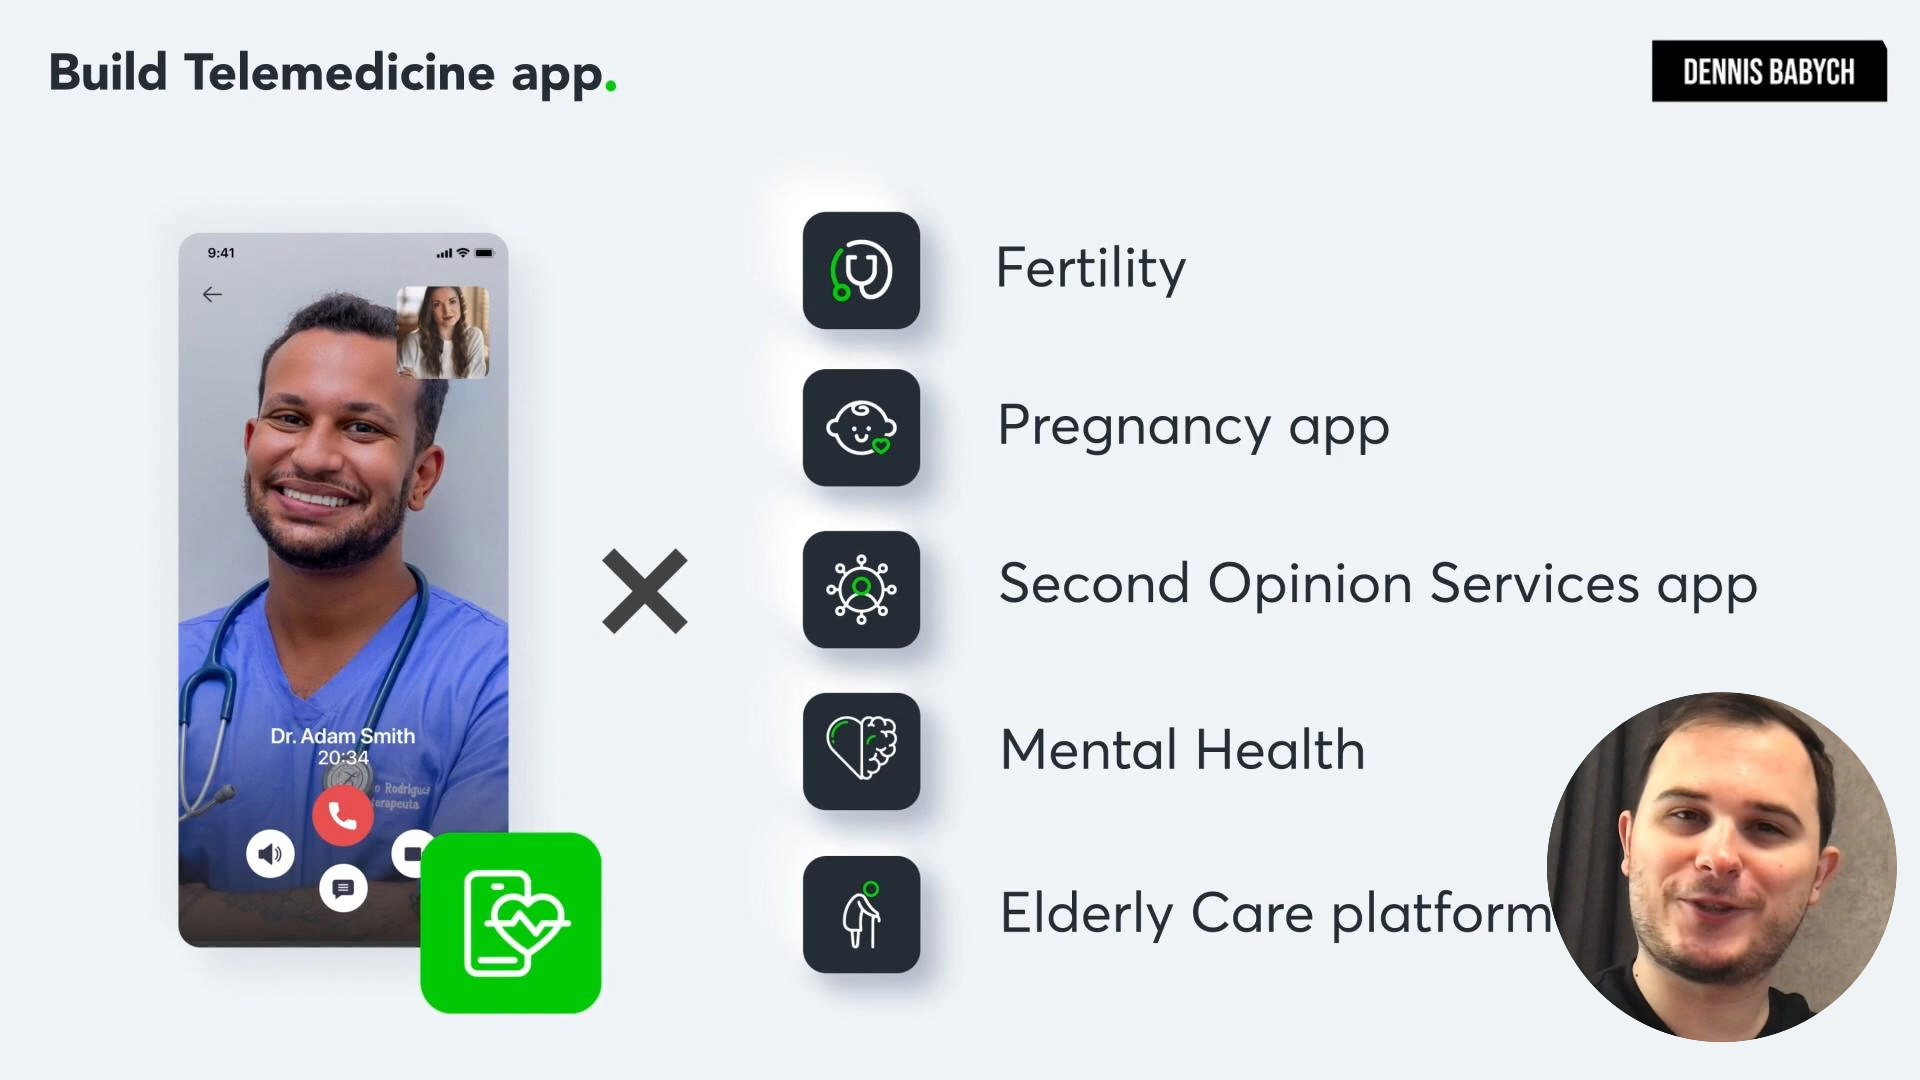 Build Telemedicine app.
DENNIS BABYCH
9:41
Fertility
Pregnancy app
Second Opinion Services app
Dr. Adam Smith
20:34
o Rodrigues
Mental Health
Elderly Care platform